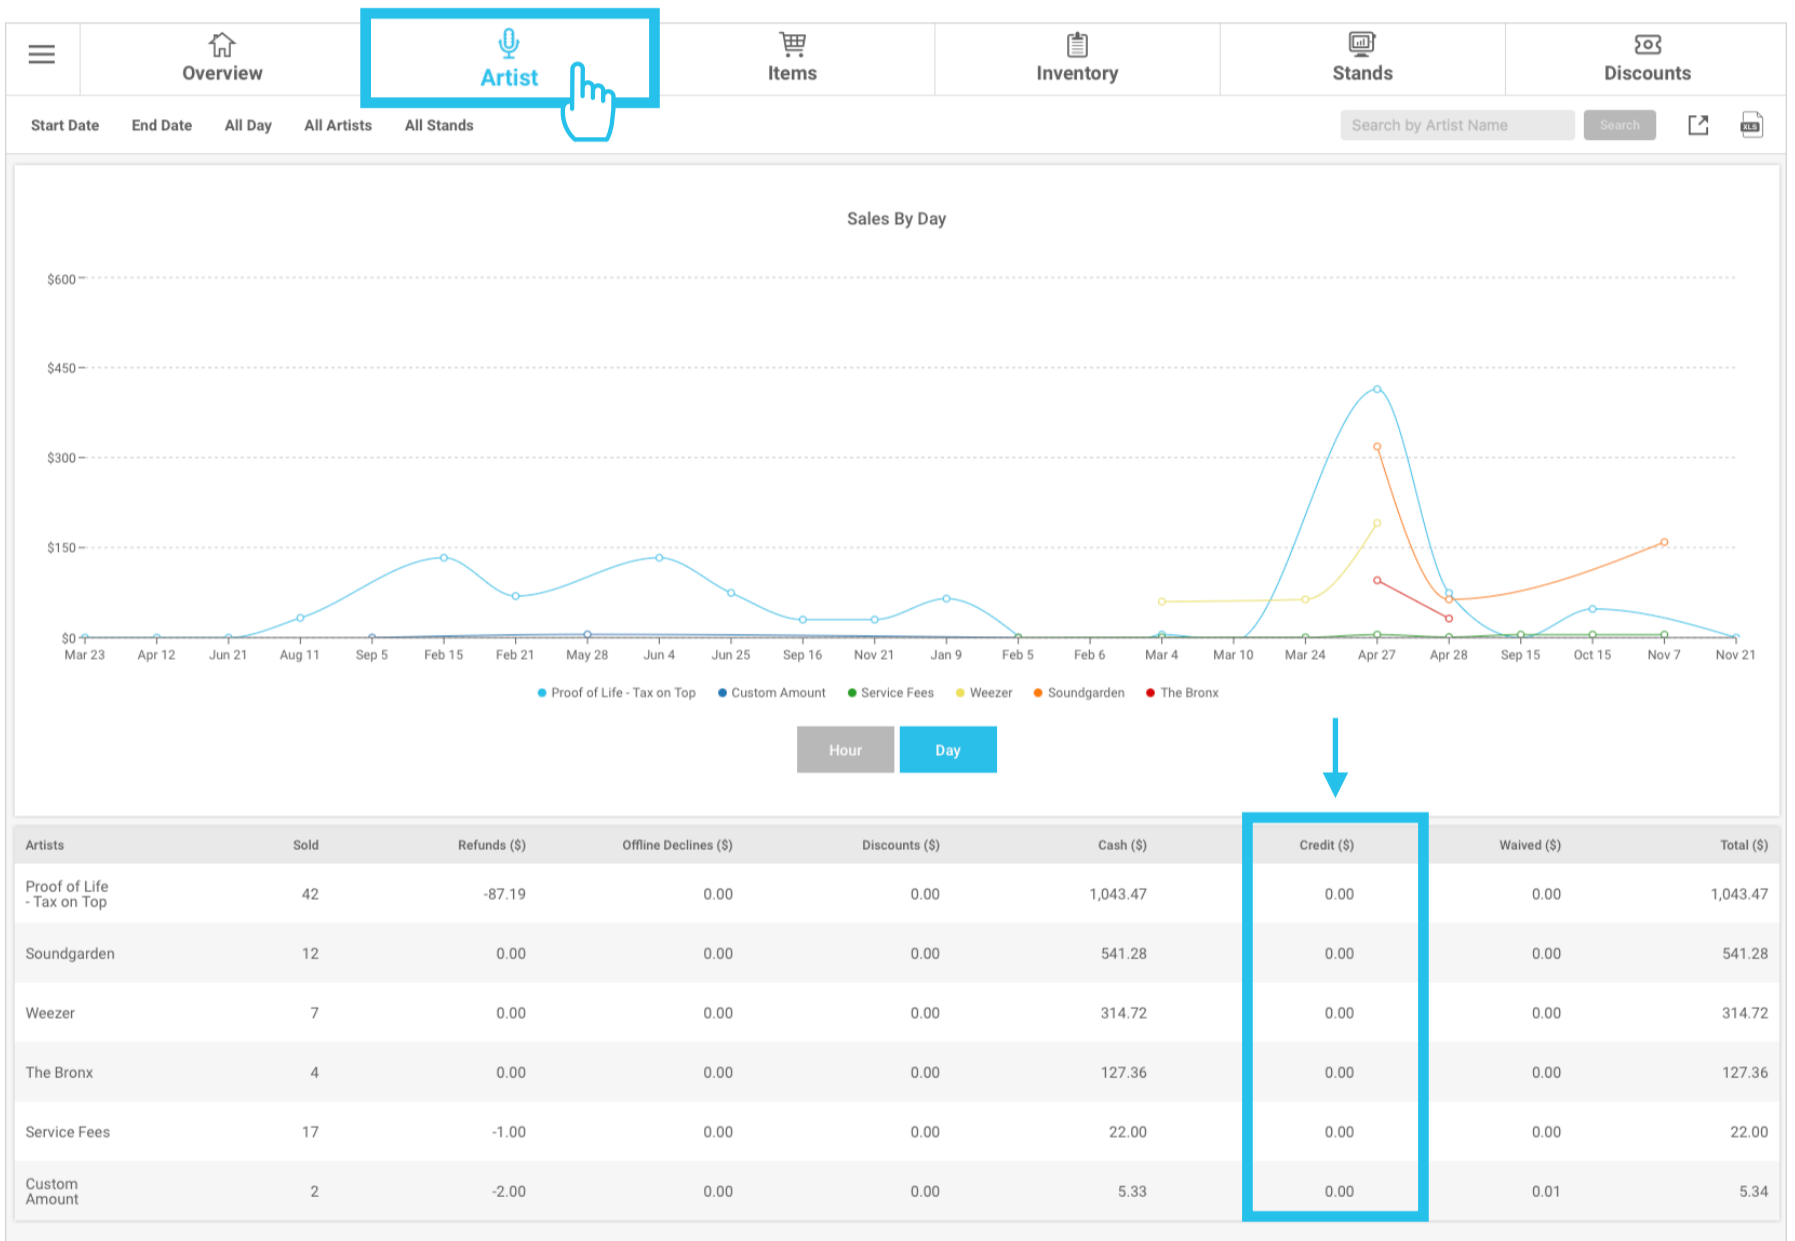 Overview
Artist
Items
Inventory
Stands
Discounts
Start Date End Date All Day All Artists All Stands
Search by Artist Name Search XLS
Sales By Day
$600
$450
$300
$150
$0
Mar 23 Apr 12 Jun 21 Aug 11 Sep 5 Feb 15 Feb 21 May 28 Jun 4 Jun 25 Sep 16 Nov 21 Jan 9 Feb 5 Feb 6 Mar 4 Mar 10 Mar 24 Apr 27 Apr 28 Sep 15 Oct 15 Nov 7 Nov 21
Proof of Life - Tax on Top Custom Amount Service Fees Weezer Soundgarden The Bronx
Hour Day
Artists Sold Refunds ($) Offline Declines ($) Discounts ($) Cash ($) Credit ($) Waived ($) Total ($)
Proof of Life
- Tax on Top 42 -87.19 0.00 0.00 1,043.47 0.00 0.00 1,043.47
Soundgarden 12 0.00 0.00 0.00 541.28 0.00 0.00 541.28
Weezer 7 0.00 0.00 0.00 314.72 0.00 0.00 314.72
The Bronx 4 0.00 0.00 0.00 127.36 0.00 0.00 127.36
Service Fees 17 -1.00 0.00 0.00 22.00 0.00 0.00 22.00
Custom
Amount 2 -2.00 0.00 0.00 5.33 0.00 0.01 5.34